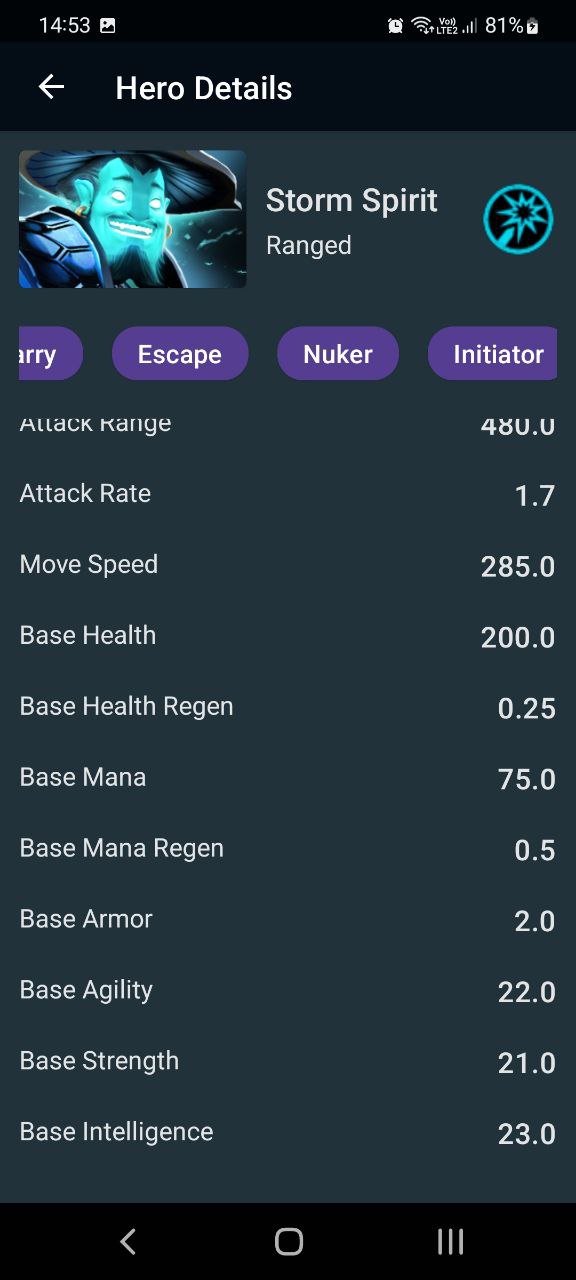 14:53
Vo))
LTE2
81%
Hero Details
Storm Spirit
Ranged
arry
Escape
Nuker
Initiator
Attack Range 480.0
Attack Rate 1.7
Move Speed 285.0
Base Health 200.0
Base Health Regen 0.25
Base Mana 75.0
Base Mana Regen 0.5
Base Armor 2.0
Base Agility 22.0
Base Strength 21.0
Base Intelligence 23.0